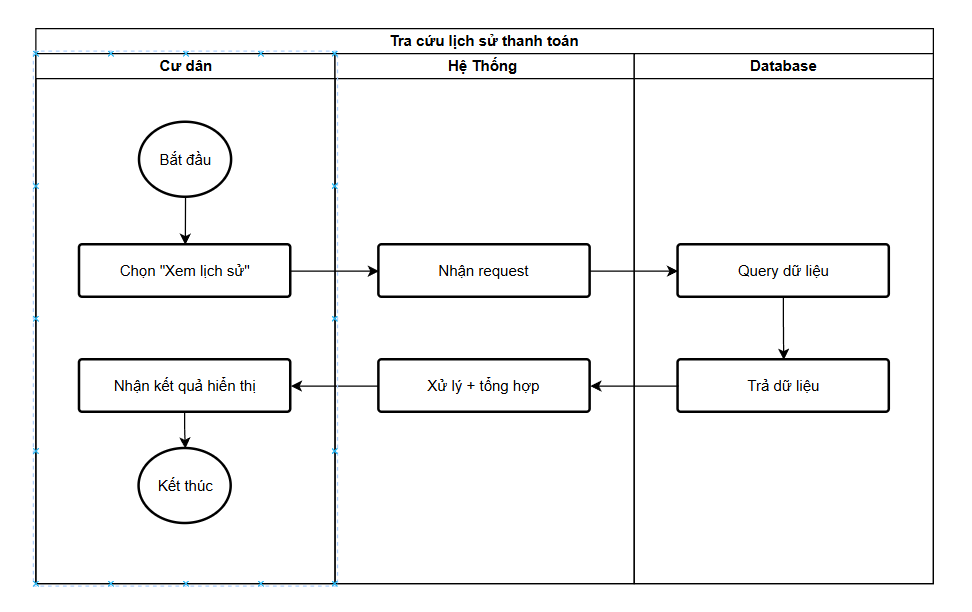 Tra cứu lịch sử thanh toán
Cư dân
Hệ Thống
Database
Bắt đầu
Chọn "Xem lịch sử"
Nhận request
Query dữ liệu
Nhận kết quả hiển thị
Xử lý + tổng hợp
Trả dữ liệu
Kết thúc